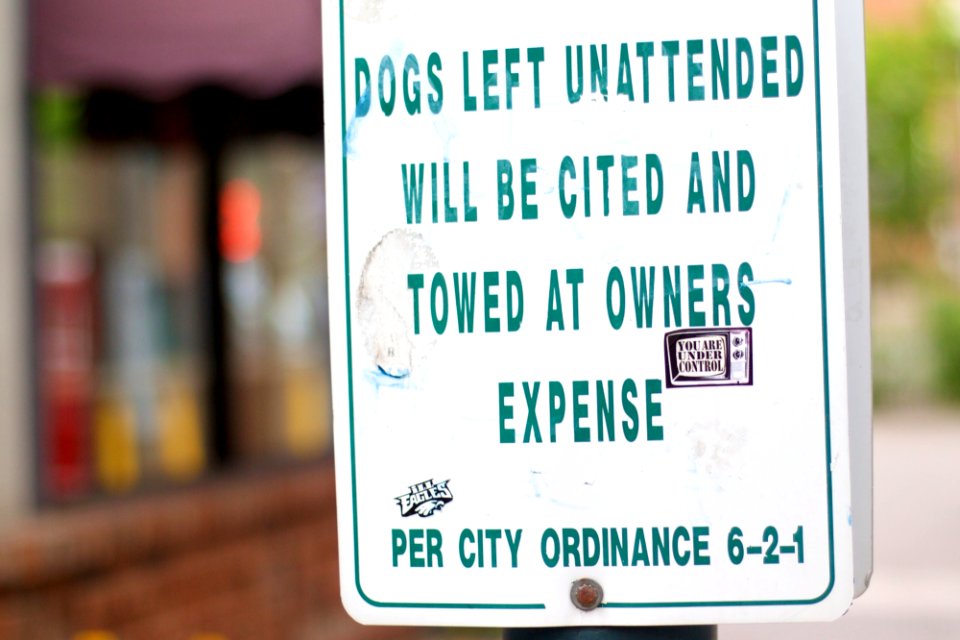 DOGS LEFT UNATTENDED
WILL BE CITED AND
TOWED AT OWNERS
YOU ARE
UNDER
CONTROL
EXPENSE
ILL
EAGLES
PER CITY ORDINANCE 6-2-1